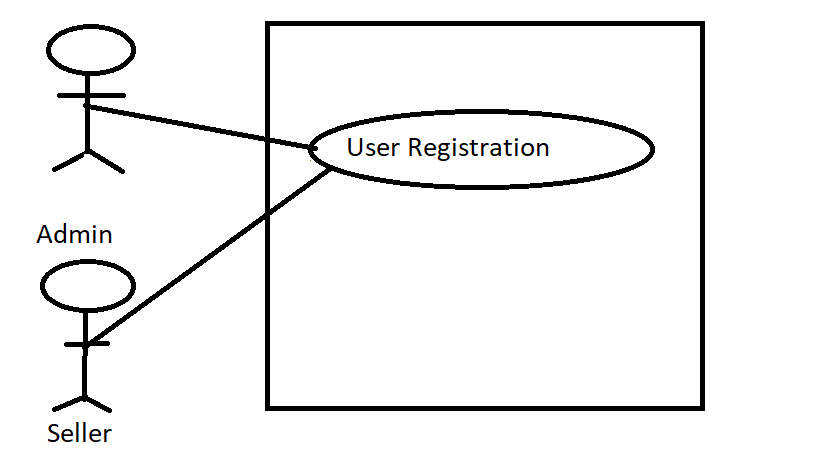 User Registration
Admin
Seller